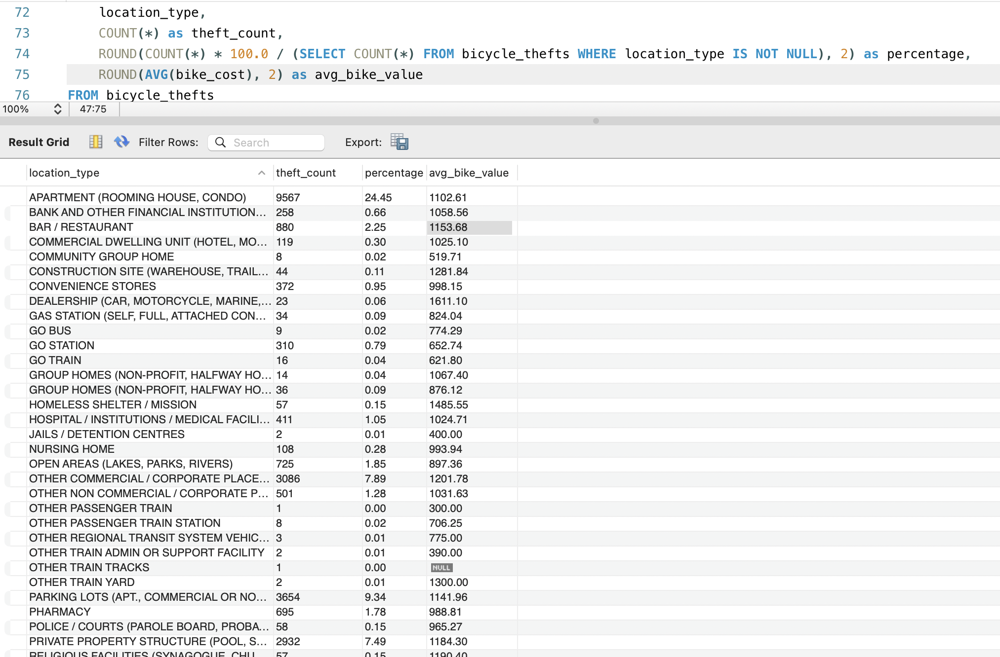 72 location_type,
73 COUNT(*) as theft_count,
74 ROUND(COUNT(*) * 100.0 / (SELECT COUNT(*) FROM bicycle_thefts WHERE location_type IS NOT NULL), 2) as percentage,
75 ROUND(AVG(bike_cost), 2) as avg_bike_value
76 FROM bicycle_thefts
100% 47:75
Result Grid Filter Rows: Search Export:
location_type theft_count percentage avg_bike_value
APARTMENT (ROOMING HOUSE, CONDO) 9567 24.45 1102.61
BANK AND OTHER FINANCIAL INSTITUTION... 258 0.66 1058.56
BAR / RESTAURANT 880 2.25 1153.68
COMMERCIAL DWELLING UNIT (HOTEL, MO... 119 0.30 1025.10
COMMUNITY GROUP HOME 8 0.02 519.71
CONSTRUCTION SITE (WAREHOUSE, TRAIL... 44 0.11 1281.84
CONVENIENCE STORES 372 0.95 998.15
DEALERSHIP (CAR, MOTORCYCLE, MARINE,... 23 0.06 1611.10
GAS STATION (SELF, FULL, ATTACHED CON... 34 0.09 824.04
GO BUS 9 0.02 774.29
GO STATION 310 0.79 652.74
GO TRAIN 16 0.04 621.80
GROUP HOMES (NON-PROFIT, HALFWAY HO... 14 0.04 1067.40
GROUP HOMES (NON-PROFIT, HALFWAY HO... 36 0.09 876.12
HOMELESS SHELTER / MISSION 57 0.15 1485.55
HOSPITAL / INSTITUTIONS / MEDICAL FACILI... 411 1.05 1024.71
JAILS / DETENTION CENTRES 2 0.01 400.00
NURSING HOME 108 0.28 993.94
OPEN AREAS (LAKES, PARKS, RIVERS) 725 1.85 897.36
OTHER COMMERCIAL / CORPORATE PLACE... 3086 7.89 1201.78
OTHER NON COMMERCIAL / CORPORATE P... 501 1.28 1031.63
OTHER PASSENGER TRAIN 1 0.00 300.00
OTHER PASSENGER TRAIN STATION 8 0.02 706.25
OTHER REGIONAL TRANSIT SYSTEM VEHIC... 3 0.01 775.00
OTHER TRAIN ADMIN OR SUPPORT FACILITY 2 0.01 390.00
OTHER TRAIN TRACKS 1 0.00 NULL
OTHER TRAIN YARD 2 0.01 1300.00
PARKING LOTS (APT., COMMERCIAL OR NO... 3654 9.34 1141.96
PHARMACY 695 1.78 988.81
POLICE / COURTS (PAROLE BOARD, PROBA... 58 0.15 965.27
PRIVATE PROPERTY STRUCTURE (POOL, S... 2932 7.49 1184.30
RELIGIOUS FACILITIES (SYNAGOGUE, CHU... 57 0.15 1190.40